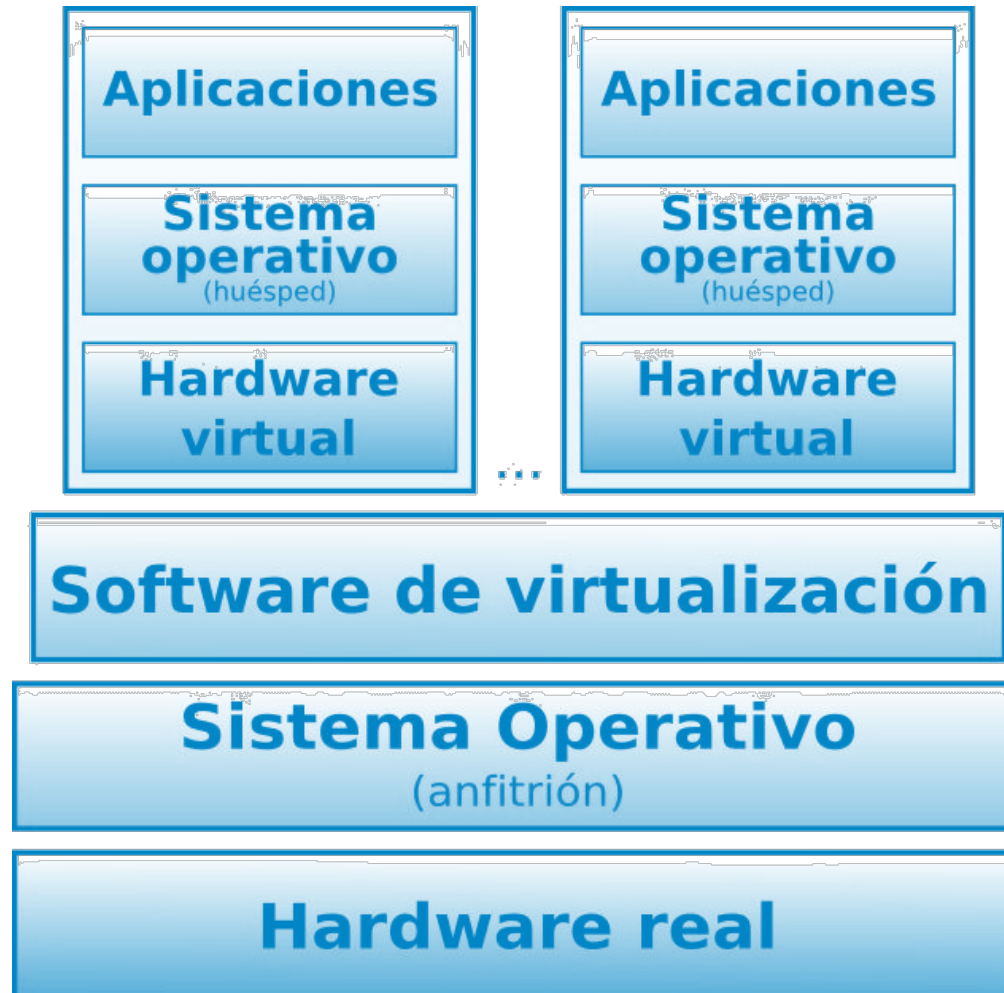 Aplicaciones
Sistema
operativo
(huésped)
Hardware
virtual
...
Aplicaciones
Sistema
operativo
(huésped)
Hardware
virtual
Software de virtualización
Sistema Operativo
(anfitrión)
Hardware real